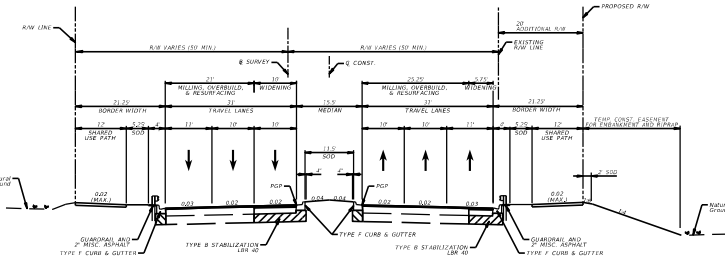 PROPOSED R/W
20'
ADDITIONAL R/W
R/W LINE
R/W VARIES (50' MIN.)
R/W VARIES (50' MIN.)
EXISTING
R/W LINE
SURVEY
CONST.
21'
10'
25.25'
5.75'
MILLING, OVERBUILD,
& RESURFACING
WIDENING
MILLING, OVERBUILD,
& RESURFACING
WIDENING
21.25'
31'
15.5'
31'
21.25'
BORDER WIDTH
TRAVEL LANES
MEDIAN
TRAVEL LANES
BORDER WIDTH
TEMP. CONST. EASEMENT
FOR EMBANKMENT AND RIPRAP
12'
5.25'
4'
11'
10'
10'
10'
10'
11'
4'
5.25'
12'
SHARED
USE PATH
SOD
SOD
SHARED
USE PATH
11.5'
SOD
2' SOD
0.02
(MAX.)
PGP
PGP
0.02
(MAX.)
0.03
0.02
0.02
0.04
0.04
0.02
0.02
0.03
Natural
Ground
GUARDRAIL AND
2" MISC. ASPHALT
TYPE F CURB & GUTTER
TYPE B STABILIZATION
LBR 40
TYPE F CURB & GUTTER
TYPE B STABILIZATION
LBR 40
GUARDRAIL AND
2" MISC. ASPHALT
TYPE F CURB & GUTTER